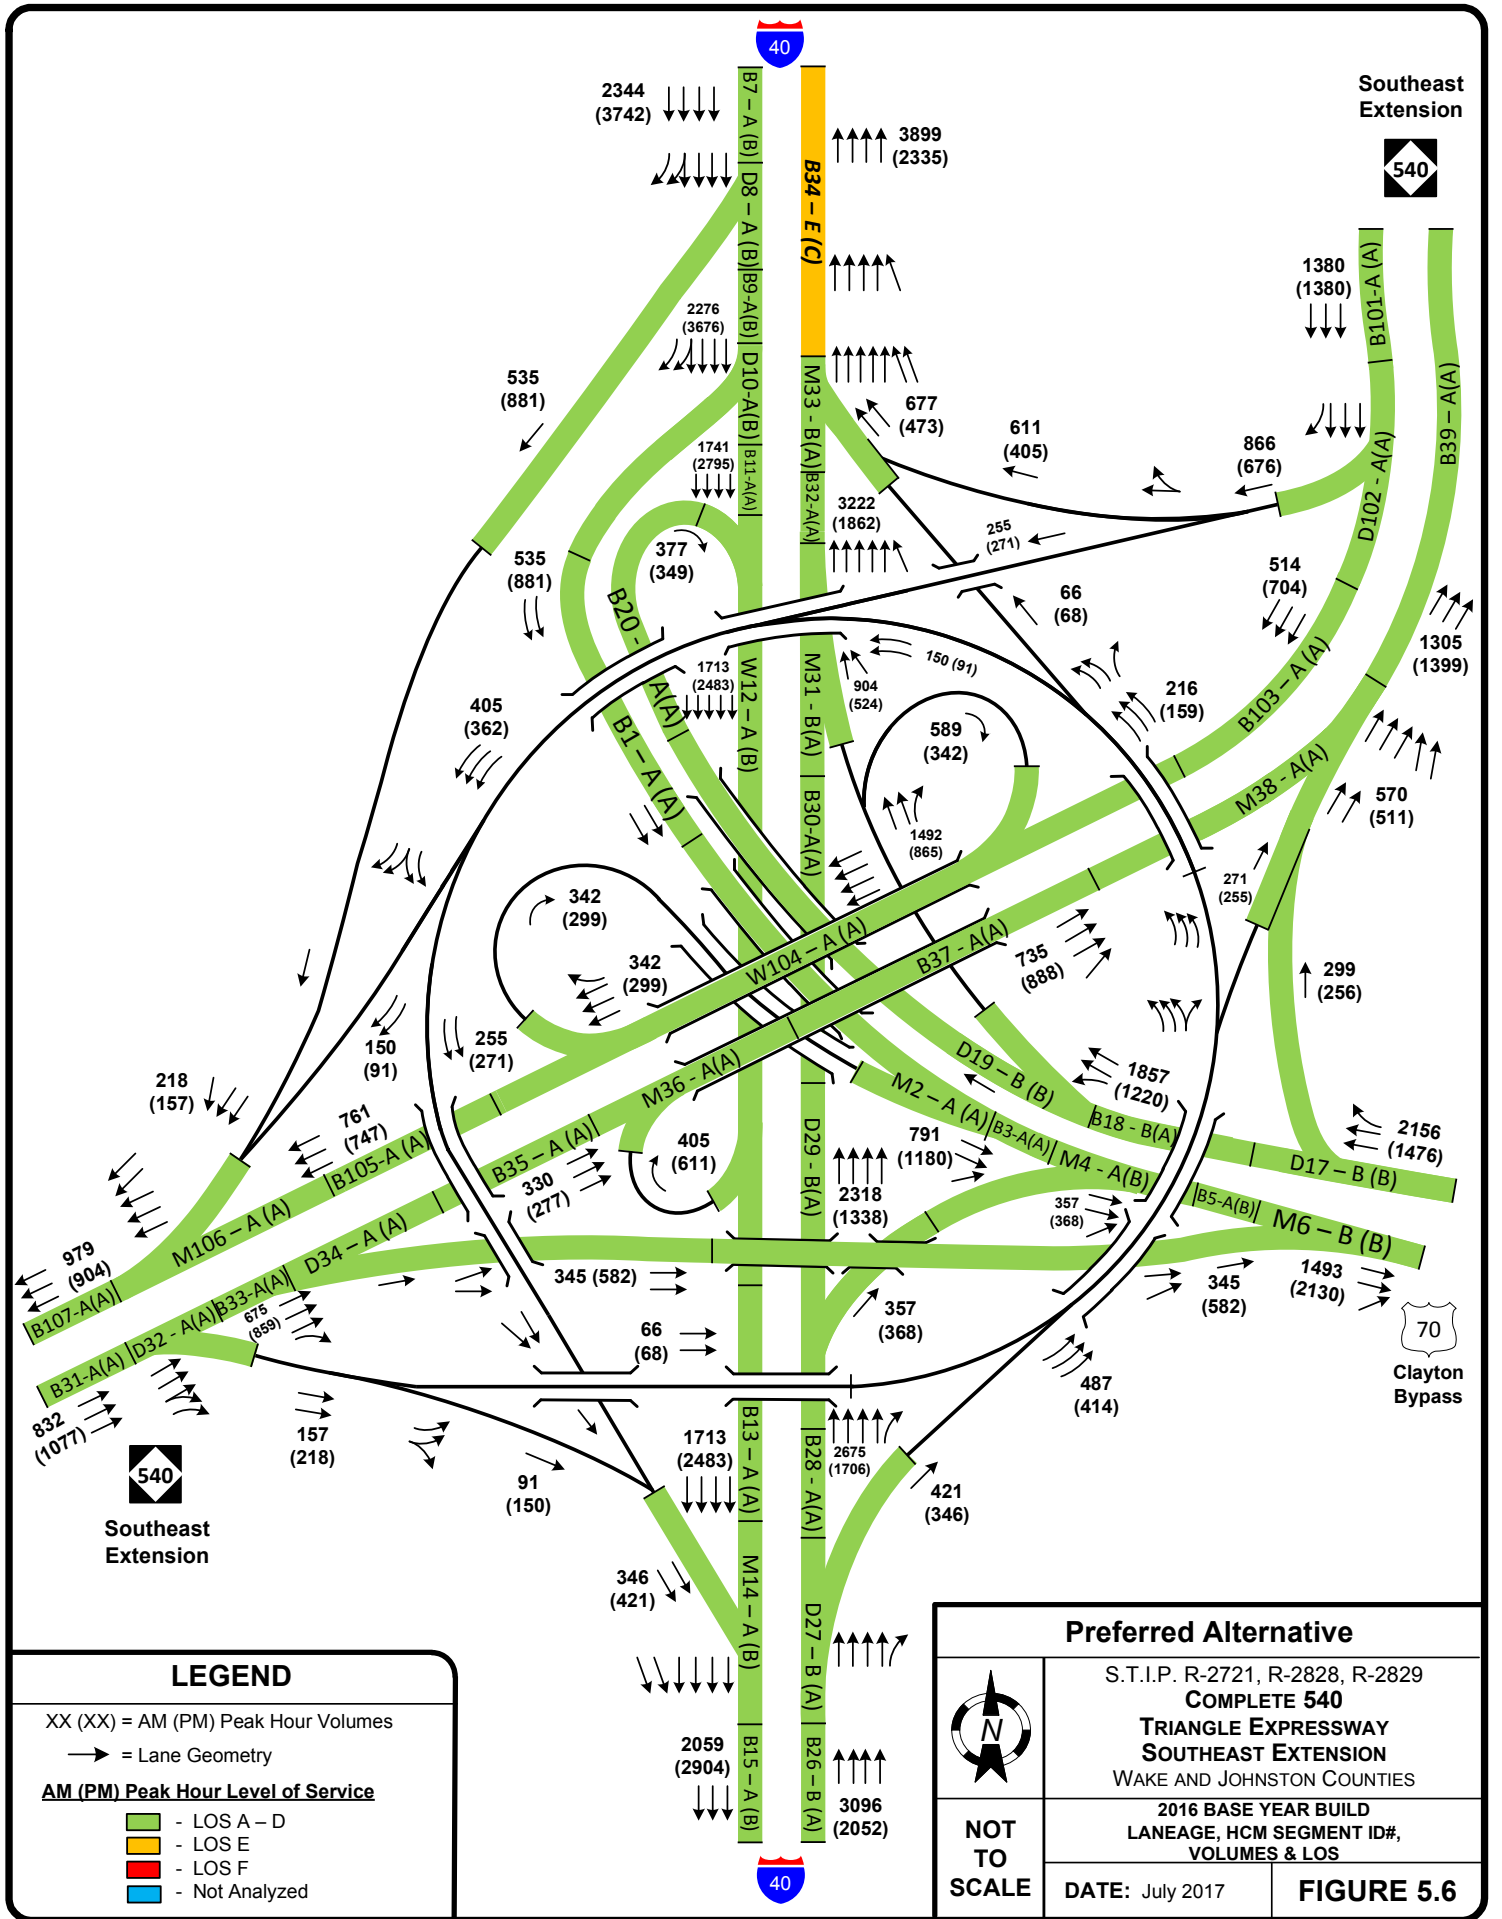 40
2344
(3742)
B7 – A (B)
3899
(2335)
Southeast
Extension
540
D8 – A (B)
B34 – E (C)
B9-A(B)
2276
(3676)
1380
(1380)
B101-A (A)
B39 – A(A)
535
(881)
D10-A(B)
M33 - B(A)
677
(473)
611
(405)
866
(676)
D102 - A(A)
1741
(2795)
B11-A(A)
B32-A(A)
3222
(1862)
255
(271)
377
(349)
535
(881)
B20 - A(A)
66
(68)
514
(704)
1305
(1399)
1713
(2483)
W12 – A (B)
M31 - B(A)
904
(524)
150 (91)
216
(159)
B103 – A (A)
405
(362)
B1 – A (A)
589
(342)
M38 - A(A)
570
(511)
B30-A(A)
1492
(865)
271
(255)
342
(299)
W104 – A (A)
B37 - A(A)
735
(888)
342
(299)
299
(256)
150
(91)
255
(271)
M36 - A(A)
D19 – B (B)
1857
(1220)
218
(157)
761
(747)
B105-A (A)
B35 – A (A)
405
(611)
M2 – A (A)
B3-A(A)
M4 - A(B)
B18 - B(A)
2156
(1476)
D17 – B (B)
330
(277)
D29 - B(A)
791
(1180)
2318
(1338)
357
(368)
B5-A(B)
M6 – B (B)
979
(904)
M106 – A (A)
D34 – A (A)
B107-A(A)
B33-A(A)
675
(859)
345 (582)
345
(582)
1493
(2130)
B31-A(A)
D32 - A(A)
66
(68)
357
(368)
70
Clayton
Bypass
832
(1077)
157
(218)
487
(414)
540
Southeast
Extension
91
(150)
1713
(2483)
B13 – A (A)
B28 - A(A)
2675
(1706)
421
(346)
346
(421)
M14 – A (B)
D27 – B (A)
2059
(2904)
B15 – A (B)
B26 – B (A)
3096
(2052)
40
LEGEND
XX (XX) = AM (PM) Peak Hour Volumes
= Lane Geometry
AM (PM) Peak Hour Level of Service
- LOS A – D
- LOS E
- LOS F
- Not Analyzed
Preferred Alternative
N
S.T.I.P. R-2721, R-2828, R-2829
COMPLETE 540
TRIANGLE EXPRESSWAY
SOUTHEAST EXTENSION
WAKE AND JOHNSTON COUNTIES
NOT
TO
SCALE
2016 BASE YEAR BUILD
LANEAGE, HCM SEGMENT ID#,
VOLUMES & LOS
DATE: July 2017
FIGURE 5.6